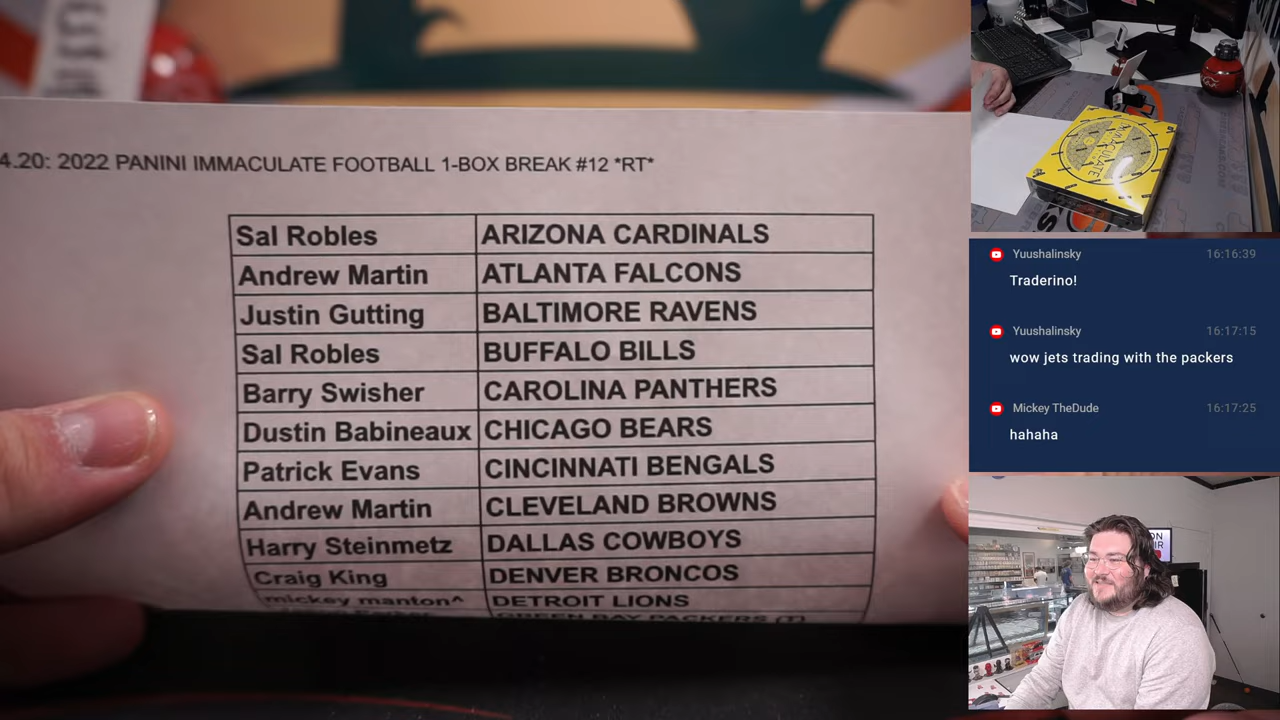 4.20: 2022 PANINI IMMACULATE FOOTBALL 1-BOX BREAK #12 *RT*
Sal Robles ARIZONA CARDINALS
Andrew Martin ATLANTA FALCONS
Justin Gutting BALTIMORE RAVENS
Sal Robles BUFFALO BILLS
Barry Swisher CAROLINA PANTHERS
Dustin Babineaux CHICAGO BEARS
Patrick Evans CINCINNATI BENGALS
Andrew Martin CLEVELAND BROWNS
Harry Steinmetz DALLAS COWBOYS
Craig King DENVER BRONCOS
mickey manton^ DETROIT LIONS
GREEN BAY PACKERS (T)
IMMACULATE
Yuushalinsky 16:16:39
Traderino!
Yuushalinsky 16:17:15
wow jets trading with the packers
Mickey TheDude 16:17:25
hahaha